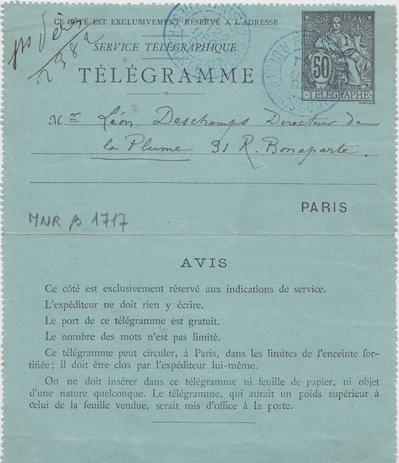 CE CÔTÉ EST EXCLUSIVEMENT RÉSERVÉ A L'ADRESSE
SERVICE TÉLÉGRAPHIQUE
TÉLÉGRAMME
50
TÉLÉGRAPHE
Mr Léon Deschamps Directeur de
la Plume 31 R. Bonaparte.
PARIS
MNR β 1717
AVIS
Ce côté est exclusivement réservé aux indications de service.
L'expéditeur ne doit rien y écrire.
Le port de ce télégramme est gratuit.
Le nombre des mots n'est pas limité.
Ce télégramme peut circuler, à Paris, dans les limites de l'enceinte for-
tifiée; il doit être clos par l'expéditeur lui-même.
On ne doit insérer dans ce télégramme ni feuille de papier, ni objet
d'une nature quelconque. Le télégramme, qui aurait un poids supérieur à
celui de la feuille vendue, serait mis d'office à la poste.